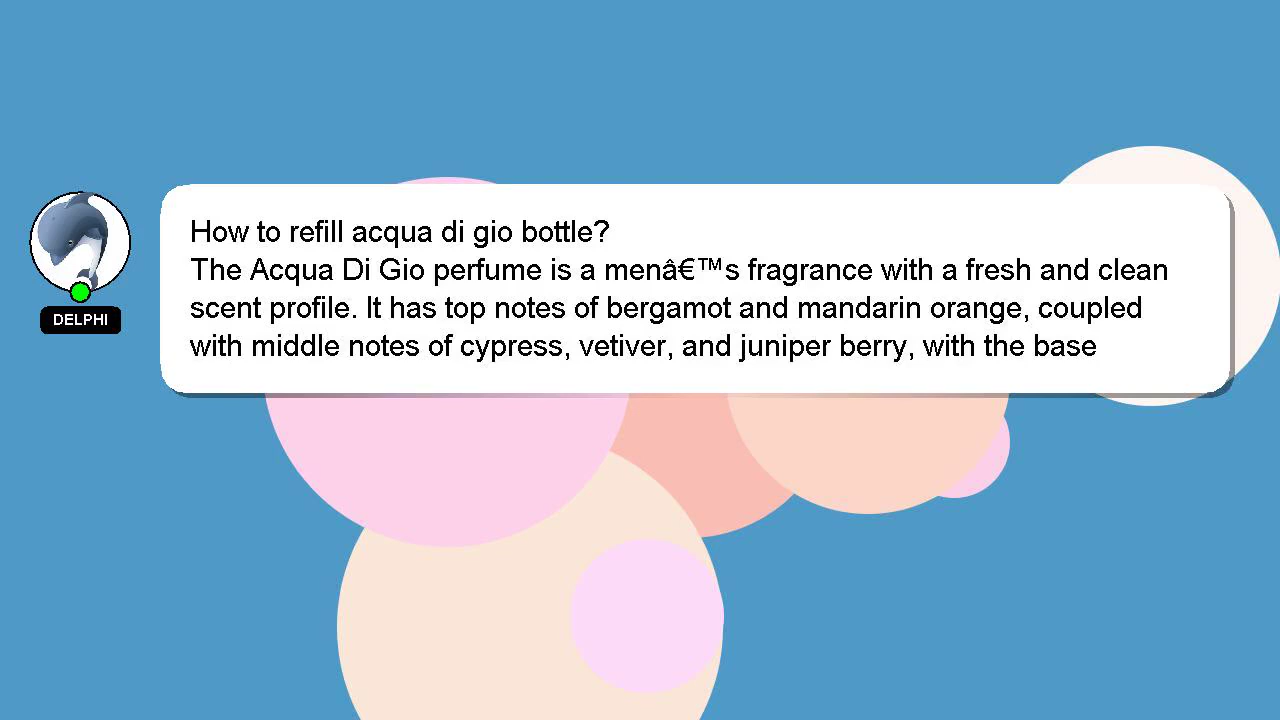 How to refill acqua di gio bottle?
The Acqua Di Gio perfume is a menâ€™s fragrance with a fresh and clean
scent profile. It has top notes of bergamot and mandarin orange, coupled
with middle notes of cypress, vetiver, and juniper berry, with the base
DELPHI